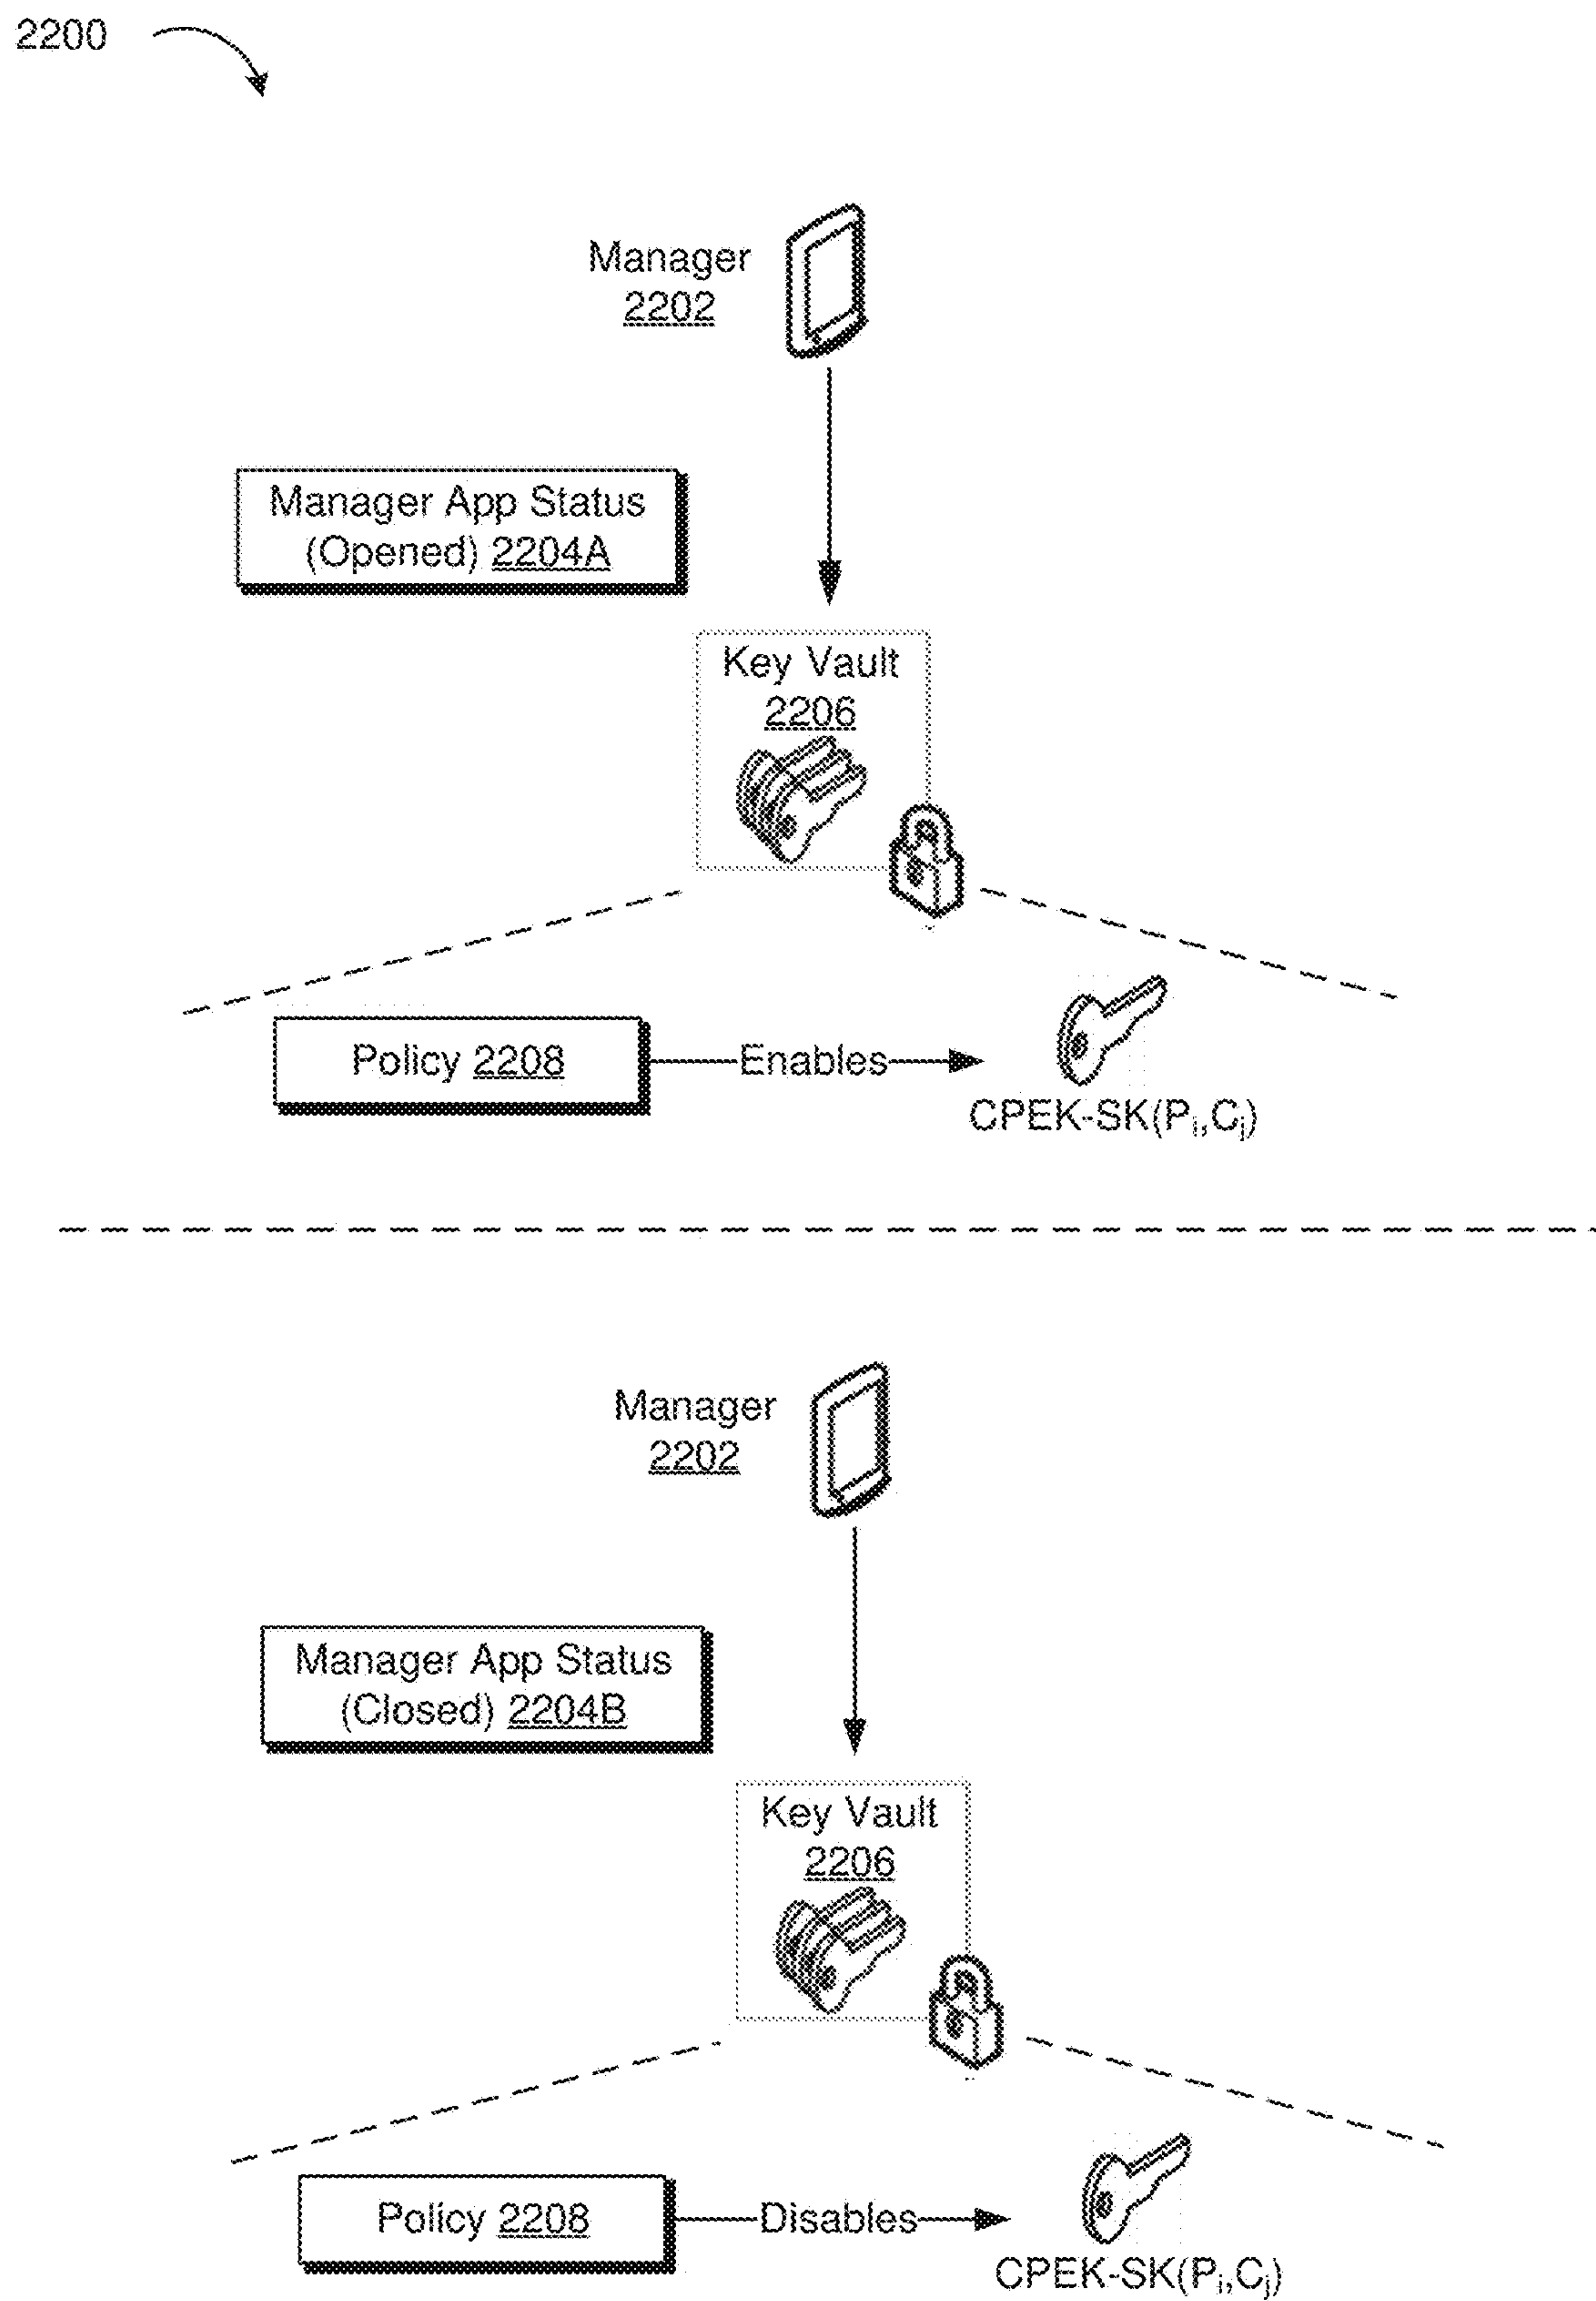 2200
Manager
2202
Manager App Status
(Opened) 2204A
Key Vault
2206
Policy 2208
Enables
CPEK-SK(Pi,Cj)
Manager
2202
Manager App Status
(Closed) 2204B
Key Vault
2206
Policy 2208
Disables
CPEK-SK(Pi,Cj)